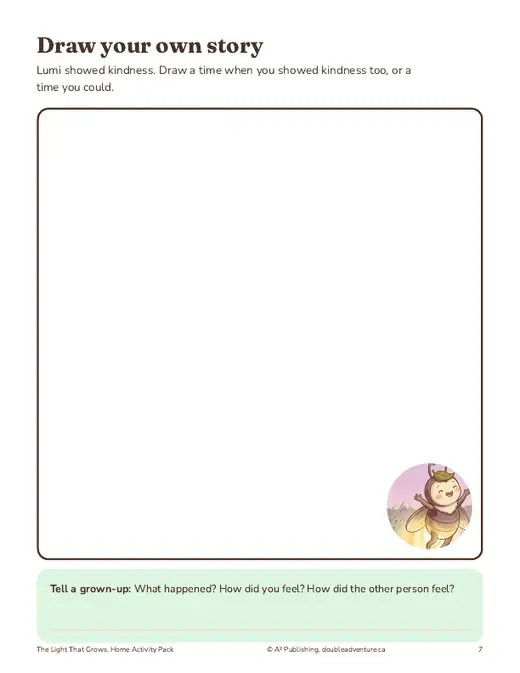 Draw your own story
Lumi showed kindness. Draw a time when you showed kindness too, or a
time you could.
Tell a grown-up: What happened? How did you feel? How did the other person feel?
The Light That Grows. Home Activity Pack
© A² Publishing, doubleadventure.ca
7